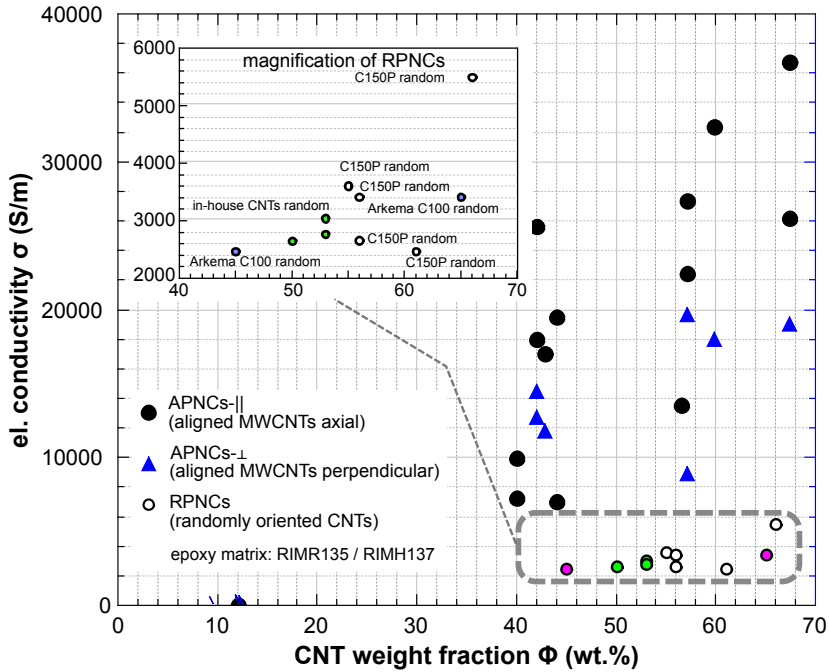 40000
30000
20000
10000
0
el. conductivity σ (S/m)
6000
5000
4000
3000
2000
magnification of RPNCs
C150P random
C150P random
C150P random
in-house CNTs random
Arkema C100 random
C150P random
Arkema C100 random
C150P random
40 50 60 70
APNCs-||
(aligned MWCNTs axial)
APNCs-⊥
(aligned MWCNTs perpendicular)
RPNCs
(randomly oriented CNTs)
epoxy matrix: RIMR135 / RIMH137
0 10 20 30 40 50 60 70
CNT weight fraction Φ (wt.%)